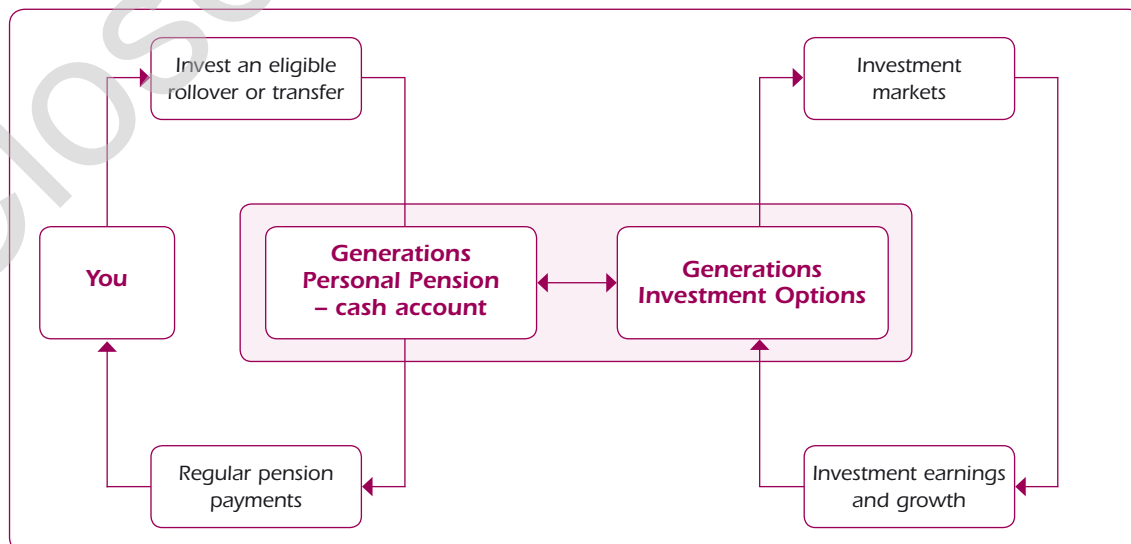 Invest an eligible
rollover or transfer
Investment
markets
You
Generations
Personal Pension
– cash account
Generations
Investment Options
Regular pension
payments
Investment earnings
and growth